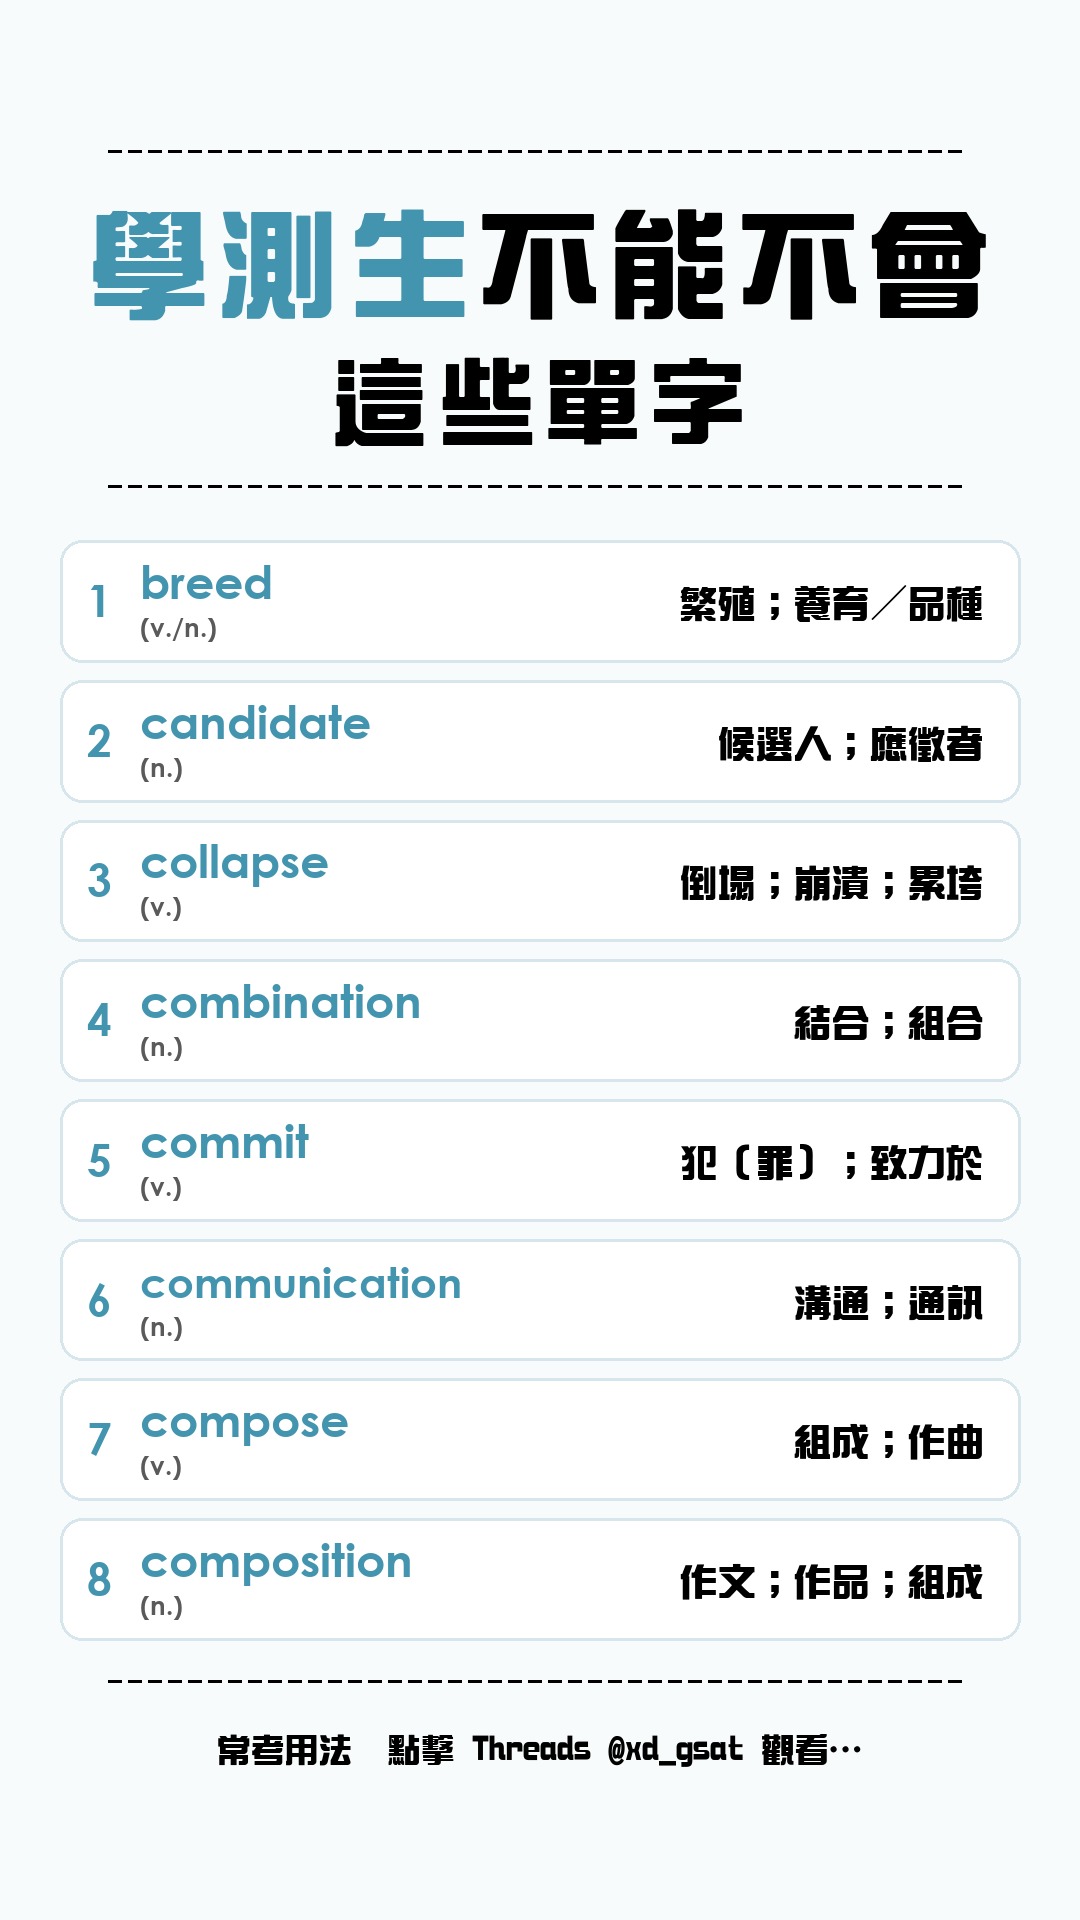 學測生不能不會
這些單字
1 breed 繁殖；養育／品種
(v./n.)
2 candidate 候選人；應徵者
(n.)
3 collapse 倒塌；崩潰；累垮
(v.)
4 combination 結合；組合
(n.)
5 commit 犯（罪）；致力於
(v.)
6 communication 溝通；通訊
(n.)
7 compose 組成；作曲
(v.)
8 composition 作文；作品；組成
(n.)
常考用法　點擊 Threads @xd_gsat 觀看…